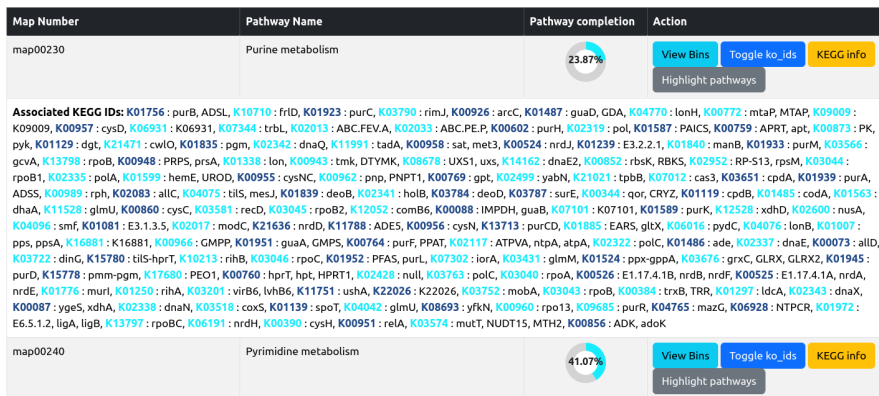 Map Number Pathway Name Pathway completion Action
map00230 Purine metabolism 23.87% View Bins Toggle ko_ids KEGG info
Highlight pathways
Associated KEGG IDs: K01756 : purB, ADSL, K10710 : frlD, K01923 : purC, K03790 : rimJ, K00926 : arcC, K01487 : guaD, GDA, K04770 : lonH, K00772 : mtaP, MTAP, K09009 :
K09009, K00957 : cysD, K06931 : K06931, K07344 : trbL, K02013 : ABC.FEV.A, K02033 : ABC.PE.P, K00602 : purH, K02319 : pol, K01587 : PAICS, K00759 : APRT, apt, K00873 : PK,
pyk, K01129 : dgt, K21471 : cwlO, K01835 : pgm, K02342 : dnaQ, K11991 : tadA, K00958 : sat, met3, K00524 : nrdJ, K01239 : E3.2.2.1, K01840 : manB, K01933 : purM, K03566 :
gcvA, K13798 : rpoB, K00948 : PRPS, prsA, K01338 : lon, K00943 : tmk, DTYMK, K08678 : UXS1, uxs, K14162 : dnaE2, K00852 : rbsK, RBKS, K02952 : RP-S13, rpsM, K03044 :
rpoB1, K02335 : polA, K01599 : hemE, UROD, K00955 : cysNC, K00962 : pnp, PNPT1, K00769 : gpt, K02499 : yabN, K21021 : tpbB, K07012 : cas3, K03651 : cpdA, K01939 : purA,
ADSS, K00989 : rph, K02083 : allC, K04075 : tilS, mesJ, K01839 : deoB, K02341 : holB, K03784 : deoD, K03787 : surE, K00344 : qor, CRYZ, K01119 : cpdB, K01485 : codA, K01563 :
dhaA, K11528 : glmU, K00860 : cysC, K03581 : recD, K03045 : rpoB2, K12052 : comB6, K00088 : IMPDH, guaB, K07101 : K07101, K01589 : purK, K12528 : xdhD, K02600 : nusA,
K04096 : smf, K01081 : E3.1.3.5, K02017 : modC, K21636 : nrdD, K11788 : ADE5, K00956 : cysN, K13713 : purCD, K01885 : EARS, gltX, K06016 : pydC, K04076 : lonB, K01007 :
pps, ppsA, K16881 : K16881, K00966 : GMPP, K01951 : guaA, GMPS, K00764 : purF, PPAT, K02117 : ATPVA, ntpA, atpA, K02322 : polC, K01486 : ade, K02337 : dnaE, K00073 : allD,
K03722 : dinG, K15780 : tilS-hprT, K10213 : rihB, K03046 : rpoC, K01952 : PFAS, purL, K07302 : iorA, K03431 : glmM, K01524 : ppx-gppA, K03676 : grxC, GLRX, GLRX2, K01945 :
purD, K15778 : pmm-pgm, K17680 : PEO1, K00760 : hprT, hpt, HPRT1, K02428 : null, K03763 : polC, K03040 : rpoA, K00526 : E1.17.4.1B, nrdB, nrdF, K00525 : E1.17.4.1A, nrdA,
nrdE, K01776 : murI, K01250 : rihA, K03201 : virB6, lvhB6, K11751 : ushA, K22026 : K22026, K03752 : mobA, K03043 : rpoB, K00384 : trxB, TRR, K01297 : ldcA, K02343 : dnaX,
K00087 : ygeS, xdhA, K02338 : dnaN, K03518 : coxS, K01139 : spoT, K04042 : glmU, K08693 : yfkN, K00960 : rpo13, K09685 : purR, K04765 : mazG, K06928 : NTPCR, K01972 :
E6.5.1.2, ligA, ligB, K13797 : rpoBC, K06191 : nrdH, K00390 : cysH, K00951 : relA, K03574 : mutT, NUDT15, MTH2, K00856 : ADK, adoK
map00240 Pyrimidine metabolism 41.07% View Bins Toggle ko_ids KEGG info
Highlight pathways